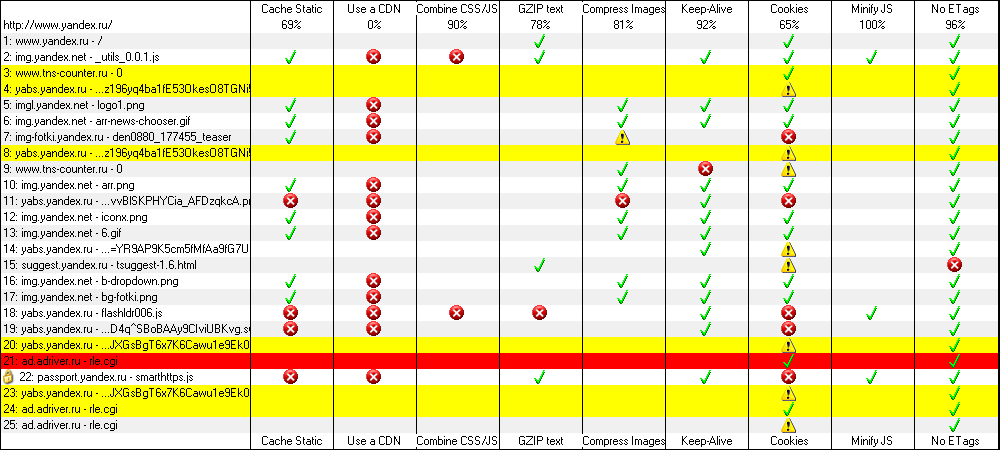 Cache Static Use a CDN Combine CSS/JS GZIP text Compress Images Keep-Alive Cookies Minify JS No ETags
http://www.yandex.ru/ 69% 0% 90% 78% 81% 92% 65% 100% 96%
1: www.yandex.ru - /
2: img.yandex.net - _utils_0.0.1.js
3: www.tns-counter.ru - 0
4: yabs.yandex.ru - ...z196yq4ba1fE53OkesO8TGNi
5: imgl.yandex.net - logo1.png
6: img.yandex.net - arr-news-chooser.gif
7: img-fotki.yandex.ru - den0880_177455_teaser
8: yabs.yandex.ru - ...z196yq4ba1fE53OkesO8TGNi
9: www.tns-counter.ru - 0
10: img.yandex.net - arr.png
11: yabs.yandex.ru - ...vvBlSKPHYCia_AFDzqkcA.p
12: img.yandex.net - iconx.png
13: img.yandex.net - 6.gif
14: yabs.yandex.ru - ...=YR9AP9K5cm5fMfAa9fG7U
15: suggest.yandex.ru - tsuggest-1.6.html
16: img.yandex.net - b-dropdown.png
17: img.yandex.net - bg-fotki.png
18: yabs.yandex.ru - flashldr006.js
19: yabs.yandex.ru - ...D4q^SBoBAAy9CIviUBKvg.s
20: yabs.yandex.ru - ...JXGsBgT6x7K6Cawu1e9Ek0
21: ad.adriver.ru - rle.cgi
22: passport.yandex.ru - smarthttps.js
23: yabs.yandex.ru - ...JXGsBgT6x7K6Cawu1e9Ek0
24: ad.adriver.ru - rle.cgi
25: ad.adriver.ru - rle.cgi
Cache Static Use a CDN Combine CSS/JS GZIP text Compress Images Keep-Alive Cookies Minify JS No ETags